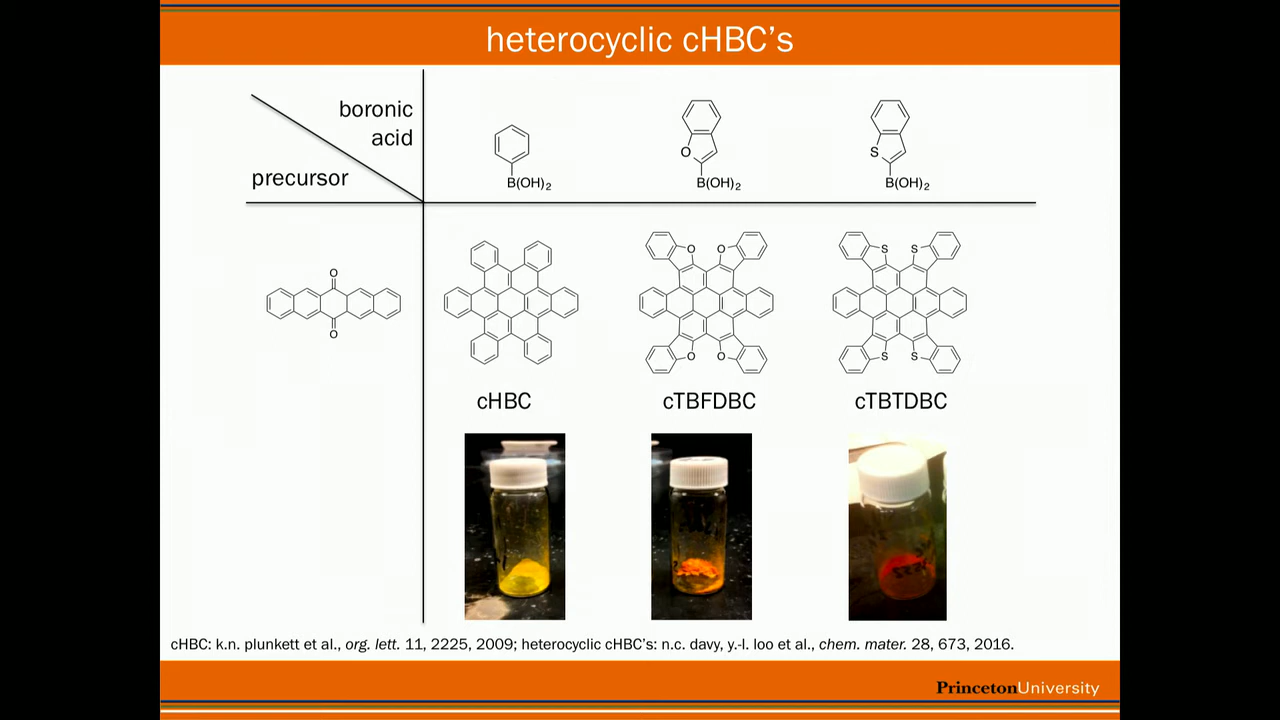 heterocyclic cHBC's
boronic
acid
precursor
B(OH)2
O
B(OH)2
S
B(OH)2
O
O
O O
O O
S S
S S
cHBC
cTBFDBC
cTBTDBC
cHBC: k.n. plunkett et al., org. lett. 11, 2225, 2009; heterocyclic cHBC's: n.c. davy, y.-l. loo et al., chem. mater. 28, 673, 2016.
PrincetonUniversity